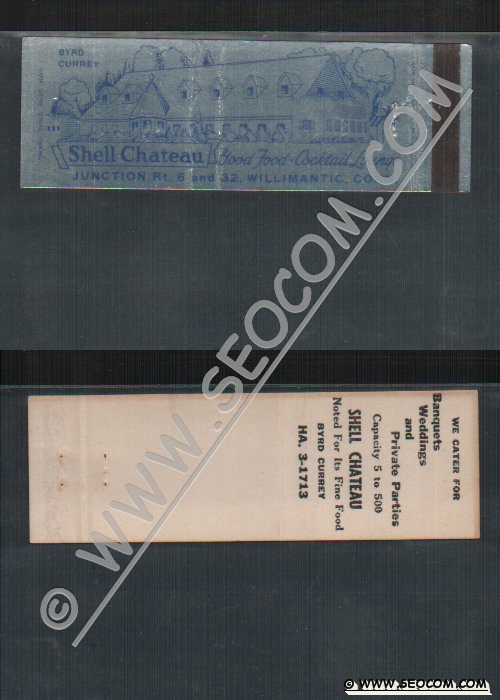 BYRD
CURREY
Shell Chateau Good Food - Cocktail Lounge
JUNCTION Rt. 6 and 32, WILLIMANTIC, CO
WE CATER FOR
Banquets
Weddings
and
Private Parties
Capacity 5 to 500
SHELL CHATEAU
Noted For Its Fine Food
BYRD CURREY
HA. 3-1713
© WWW.SEOCOM.COM
© WWW.SEOCOM.COM